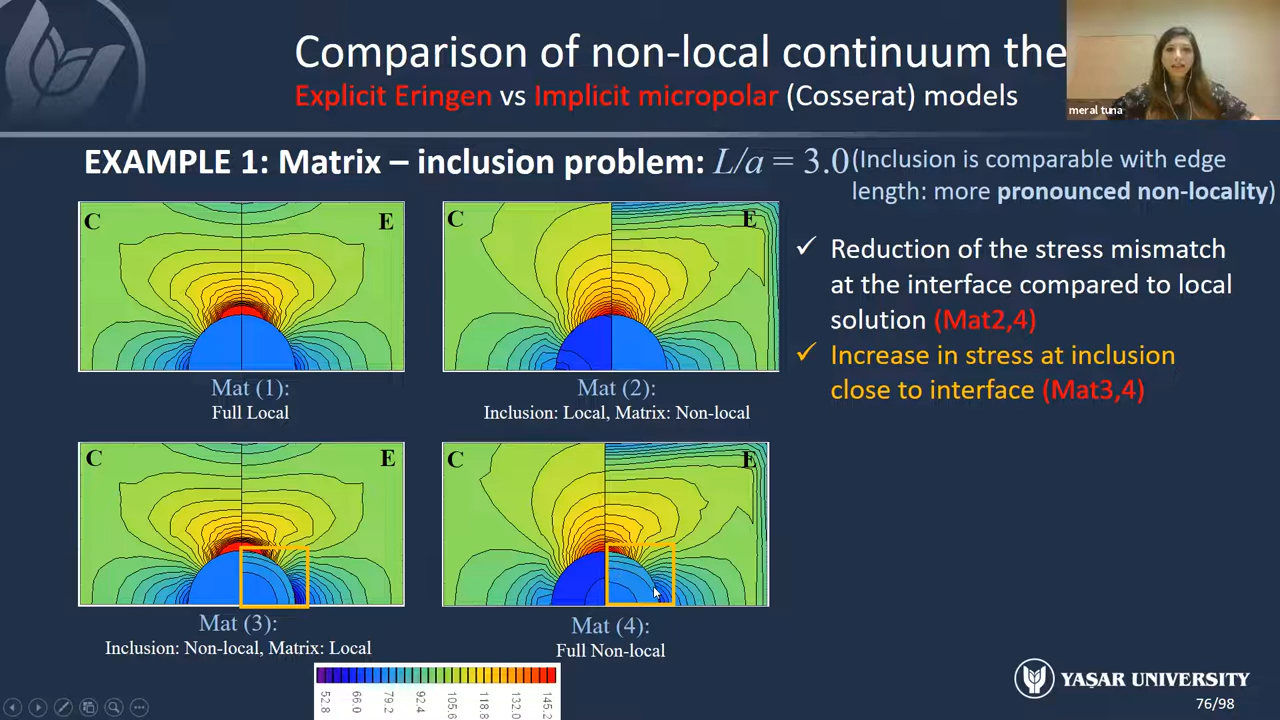 Comparison of non-local continuum the
Explicit Eringen vs Implicit micropolar (Cosserat) models
meral tuna
EXAMPLE 1: Matrix – inclusion problem: L/a = 3.0 (Inclusion is comparable with edge
length: more pronounced non-locality)
C
E
C
E
Mat (1):
Full Local
Mat (2):
Inclusion: Local, Matrix: Non-local
✓ Reduction of the stress mismatch
at the interface compared to local
solution (Mat2,4)
✓ Increase in stress at inclusion
close to interface (Mat3,4)
C
E
C
E
Mat (3):
Inclusion: Non-local, Matrix: Local
Mat (4):
Full Non-local
52.8
66.0
79.2
92.4
105.6
118.8
132.0
145.2
YAŞAR UNIVERSITY
76/98